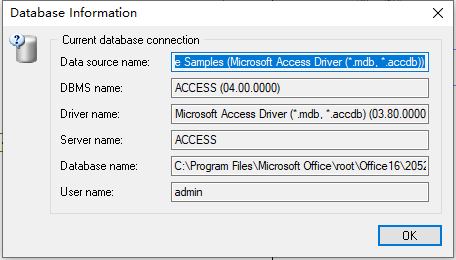 Database Information
Current database connection
Data source name: e Samples (Microsoft Access Driver (*.mdb, *.accdb))
DBMS name: ACCESS (04.00.0000)
Driver name: Microsoft Access Driver (*.mdb, *.accdb) (03.80.0000
Server name: ACCESS
Database name: C:\Program Files\Microsoft Office\root\Office16\2052
User name: admin
OK